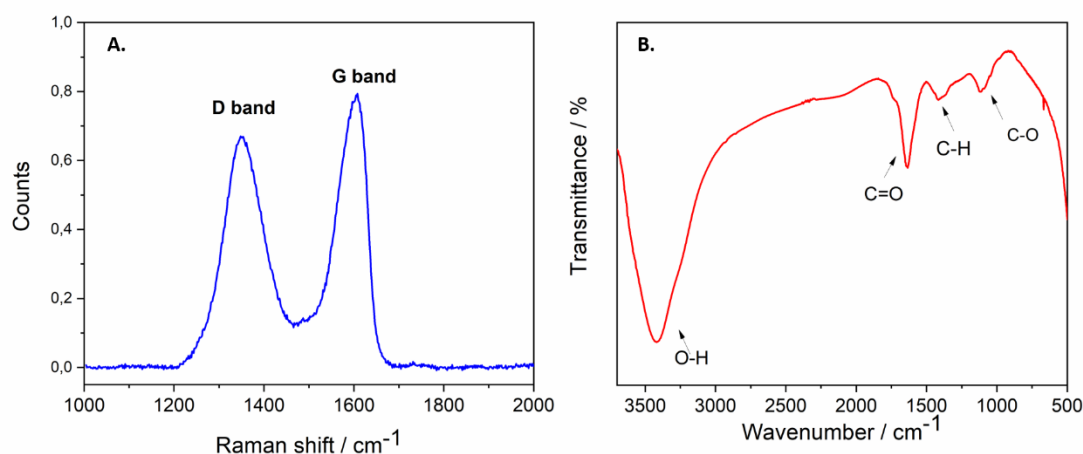 A.
D band
G band
1,0
0,8
0,6
0,4
0,2
0,0
Counts
1000
1200
1400
1600
1800
2000
Raman shift / cm-1
B.
Transmittance / %
O-H
C=O
C-H
C-O
3500
3000
2500
2000
1500
1000
500
Wavenumber / cm-1